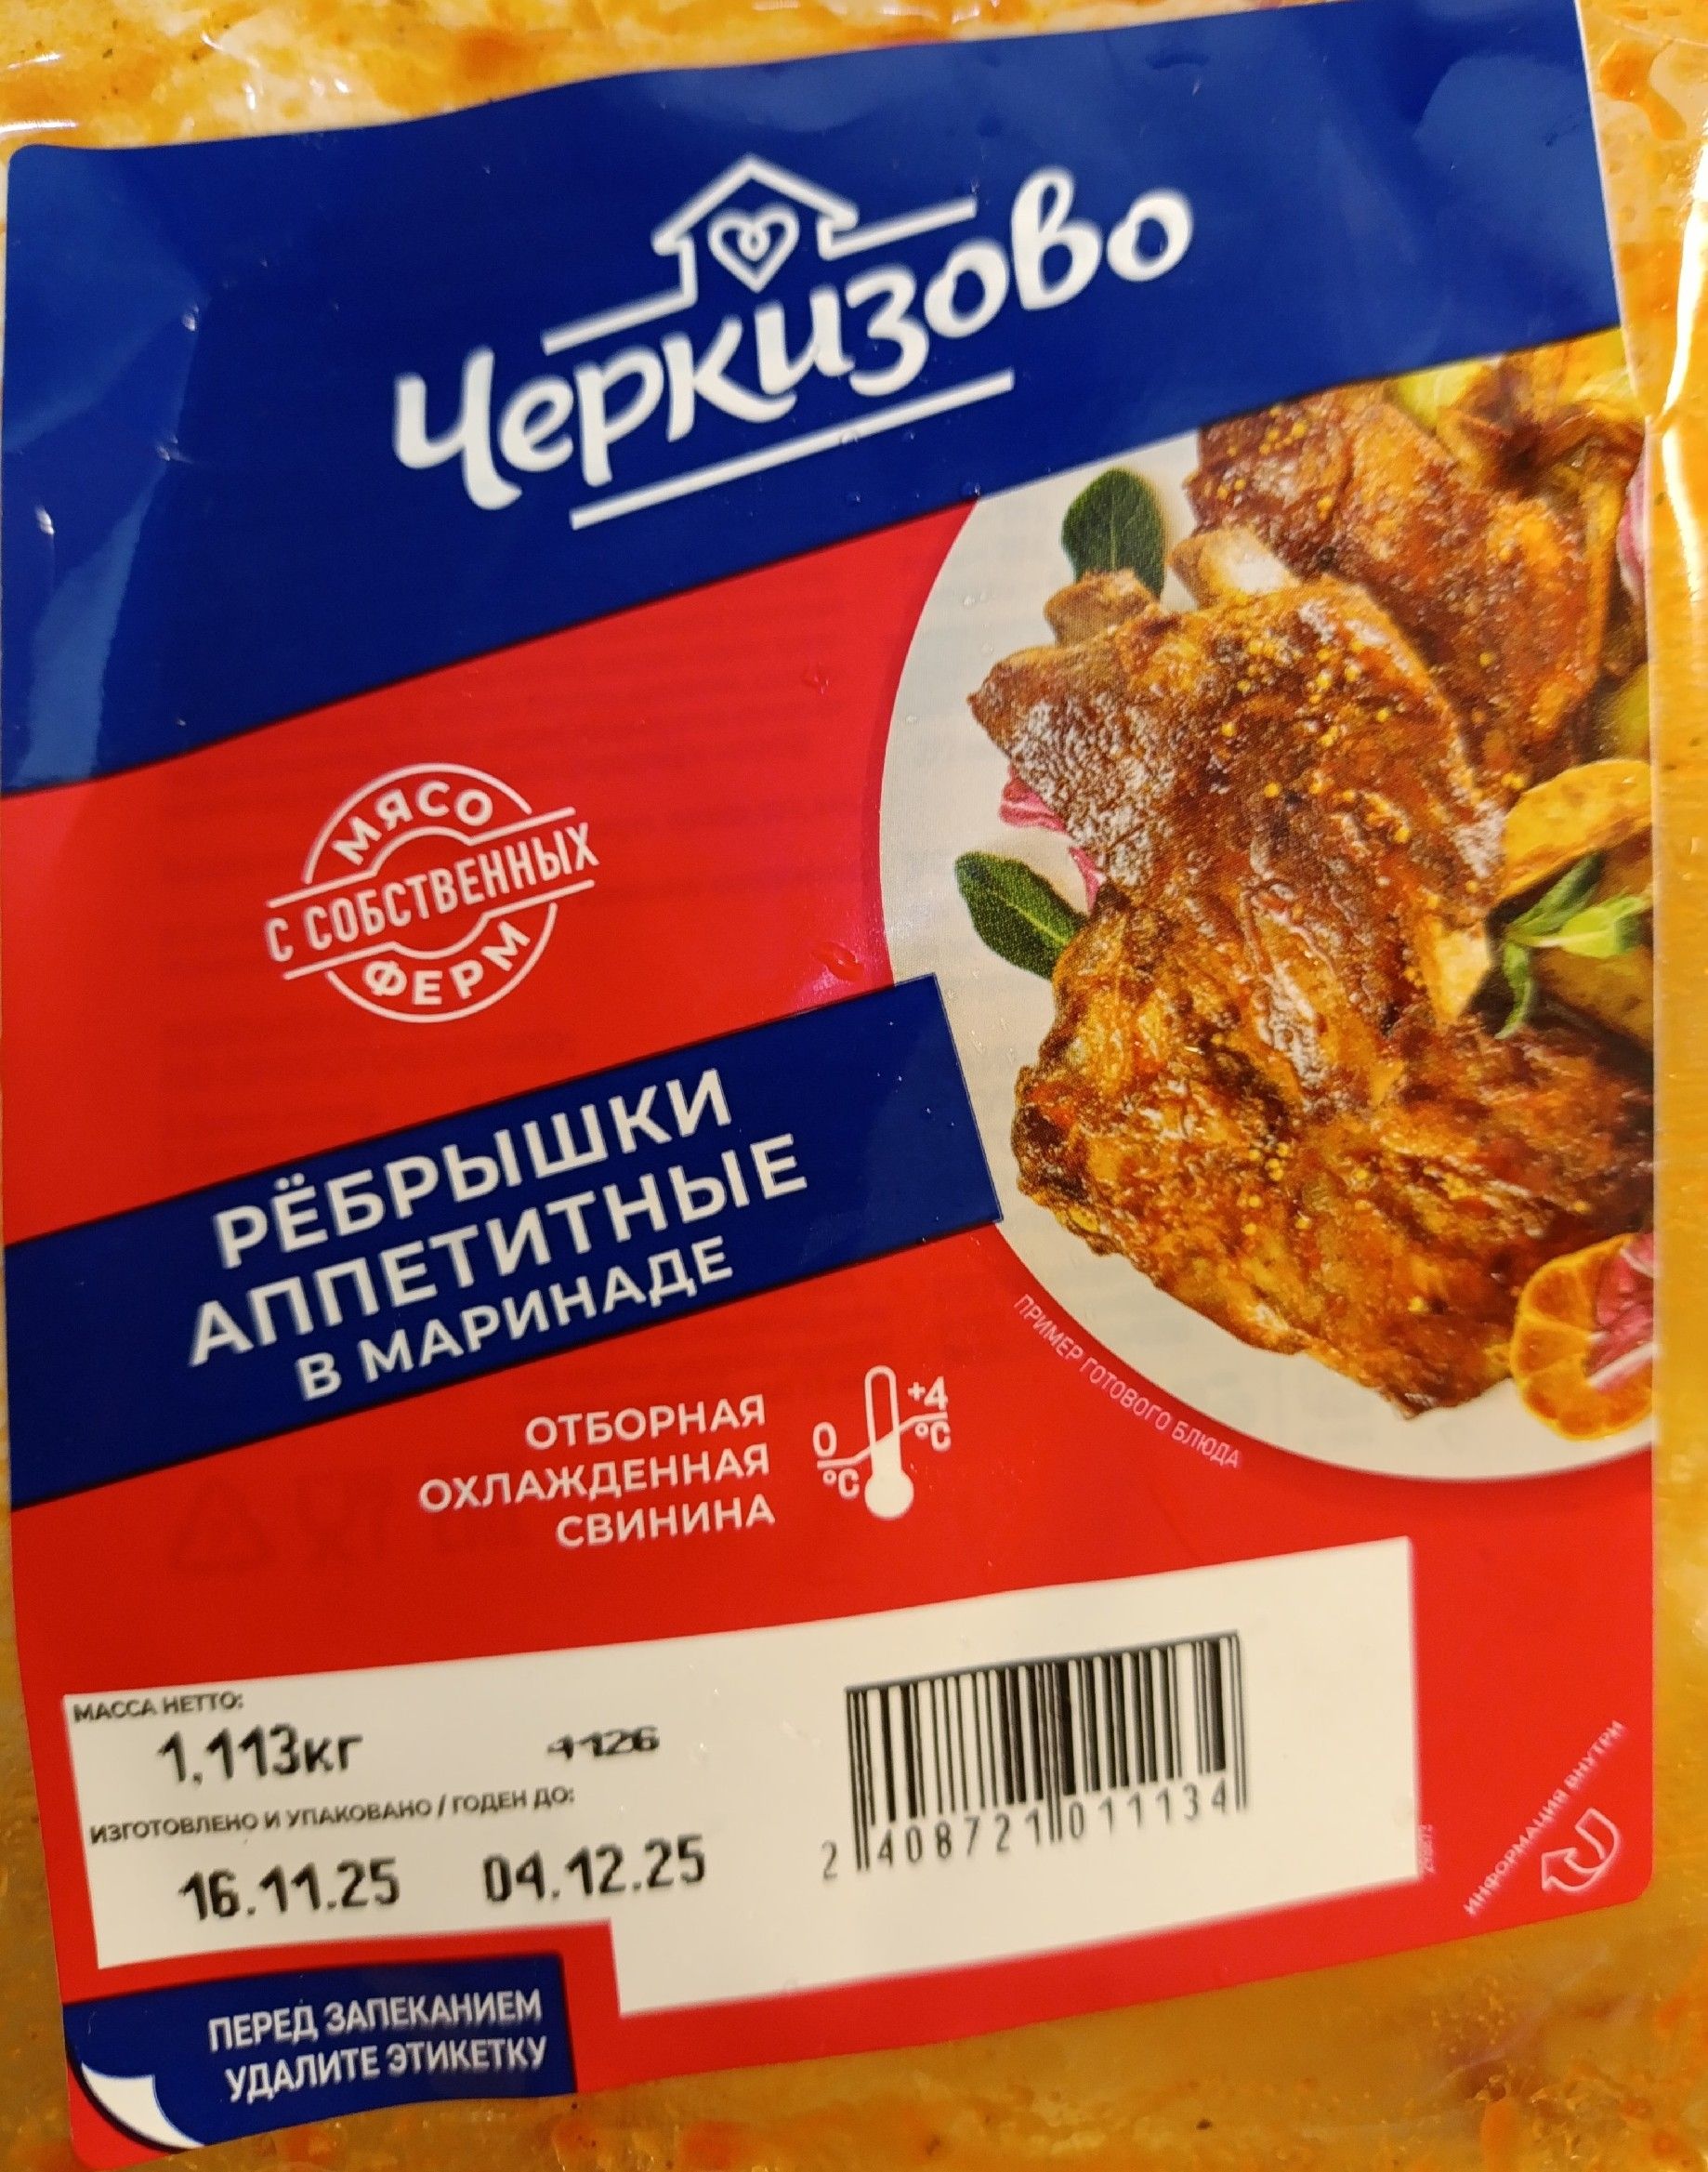 Черкизово
МЯСО
С СОБСТВЕННЫХ
ФЕРМ
РЁБРЫШКИ
АППЕТИТНЫЕ
В МАРИНАДЕ
ОТБОРНАЯ
ОХЛАЖДЕННАЯ
СВИНИНА
0 °C +4 °C
ПРИМЕР ГОТОВОГО БЛЮДА
МАССА НЕТТО:
1.113кг 1126
ИЗГОТОВЛЕНО И УПАКОВАНО / ГОДЕН ДО:
16.11.25 04.12.25
2 408721 011134
ИНФОРМАЦИЯ ВНУТРИ
ПЕРЕД ЗАПЕКАНИЕМ
УДАЛИТЕ ЭТИКЕТКУ